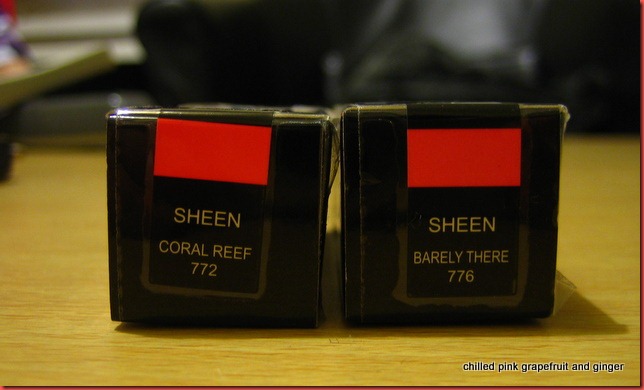 SHEEN
CORAL REEF
772
SHEEN
BARELY THERE
776
chilled pink grapefruit and ginger